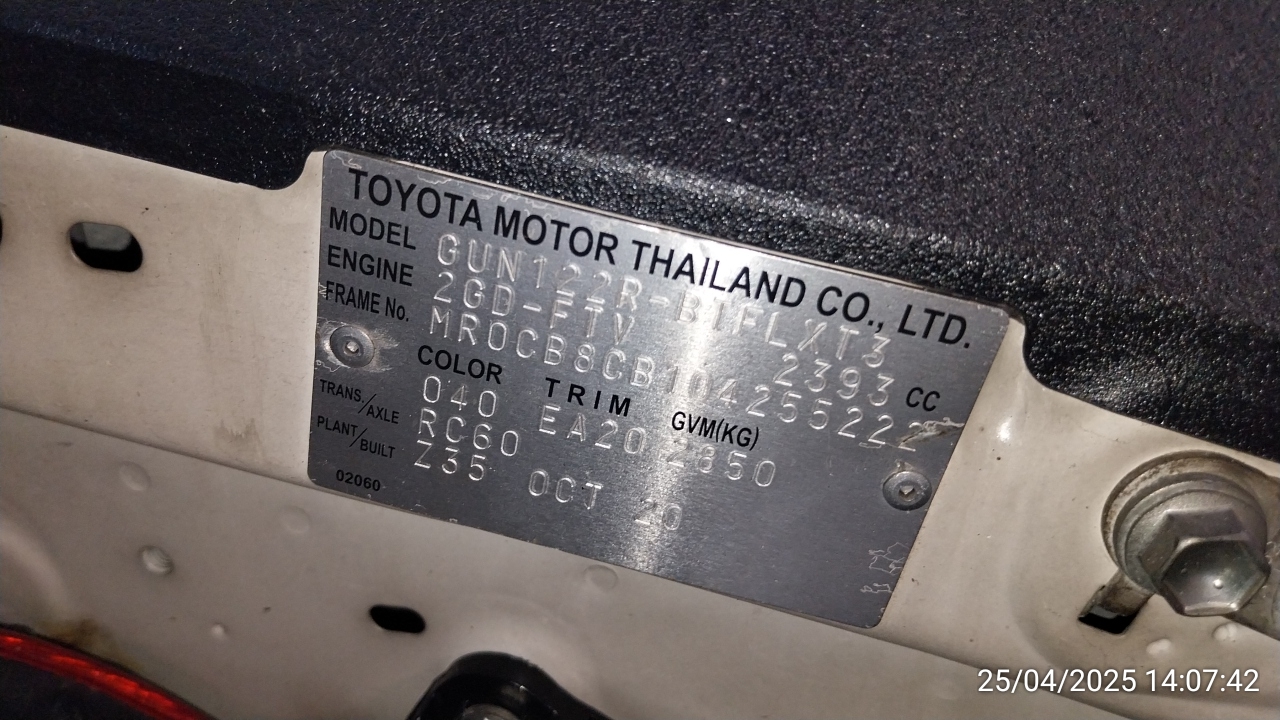 TOYOTA MOTOR THAILAND CO., LTD.
MODEL GUN122R-BTFLXT3
ENGINE 2GD-FTV 2393 CC
FRAME No. MR0CB8CB104255222
COLOR TRIM GVM(KG)
040 EA20 2850
TRANS./AXLE RC60
PLANT/BUILT Z35 OCT 20
02060
25/04/2025 14:07:42